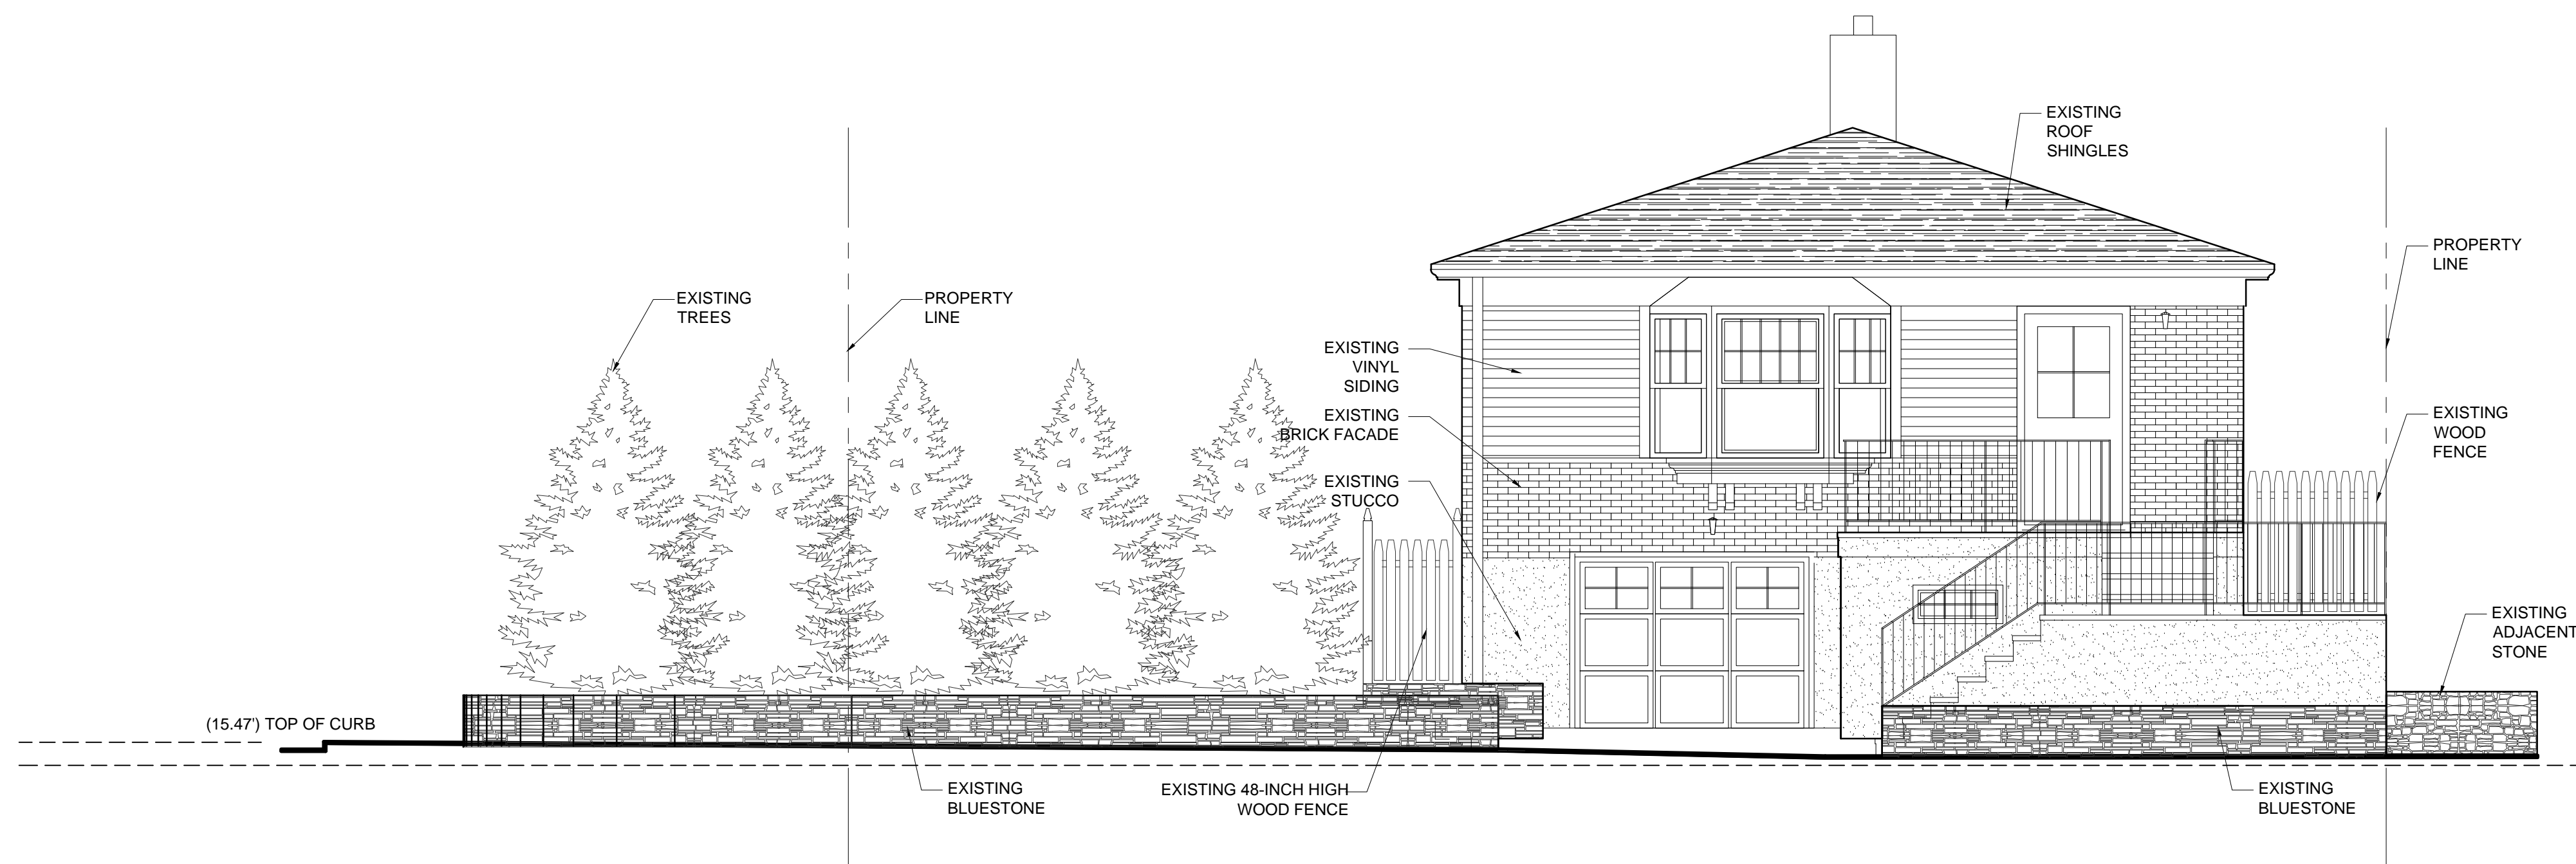 EXISTING
ROOF
SHINGLES
PROPERTY
LINE
EXISTING
TREES
PROPERTY
LINE
EXISTING
VINYL
SIDING
EXISTING
BRICK FACADE
EXISTING
WOOD
FENCE
EXISTING
STUCCO
EXISTING
ADJACENT
STONE
(15.47') TOP OF CURB
EXISTING
BLUESTONE
EXISTING 48-INCH HIGH
WOOD FENCE
EXISTING
BLUESTONE